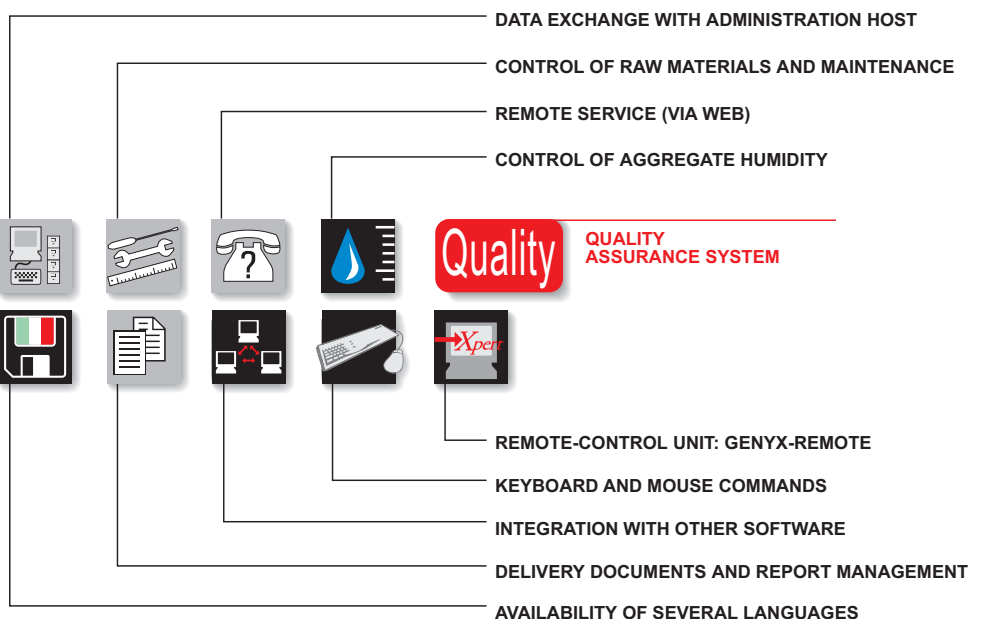 DATA EXCHANGE WITH ADMINISTRATION HOST
CONTROL OF RAW MATERIALS AND MAINTENANCE
REMOTE SERVICE (VIA WEB)
CONTROL OF AGGREGATE HUMIDITY
?
?
?
?
?
Quality
QUALITY
ASSURANCE SYSTEM
Xpert
REMOTE-CONTROL UNIT: GENYX-REMOTE
KEYBOARD AND MOUSE COMMANDS
INTEGRATION WITH OTHER SOFTWARE
DELIVERY DOCUMENTS AND REPORT MANAGEMENT
AVAILABILITY OF SEVERAL LANGUAGES